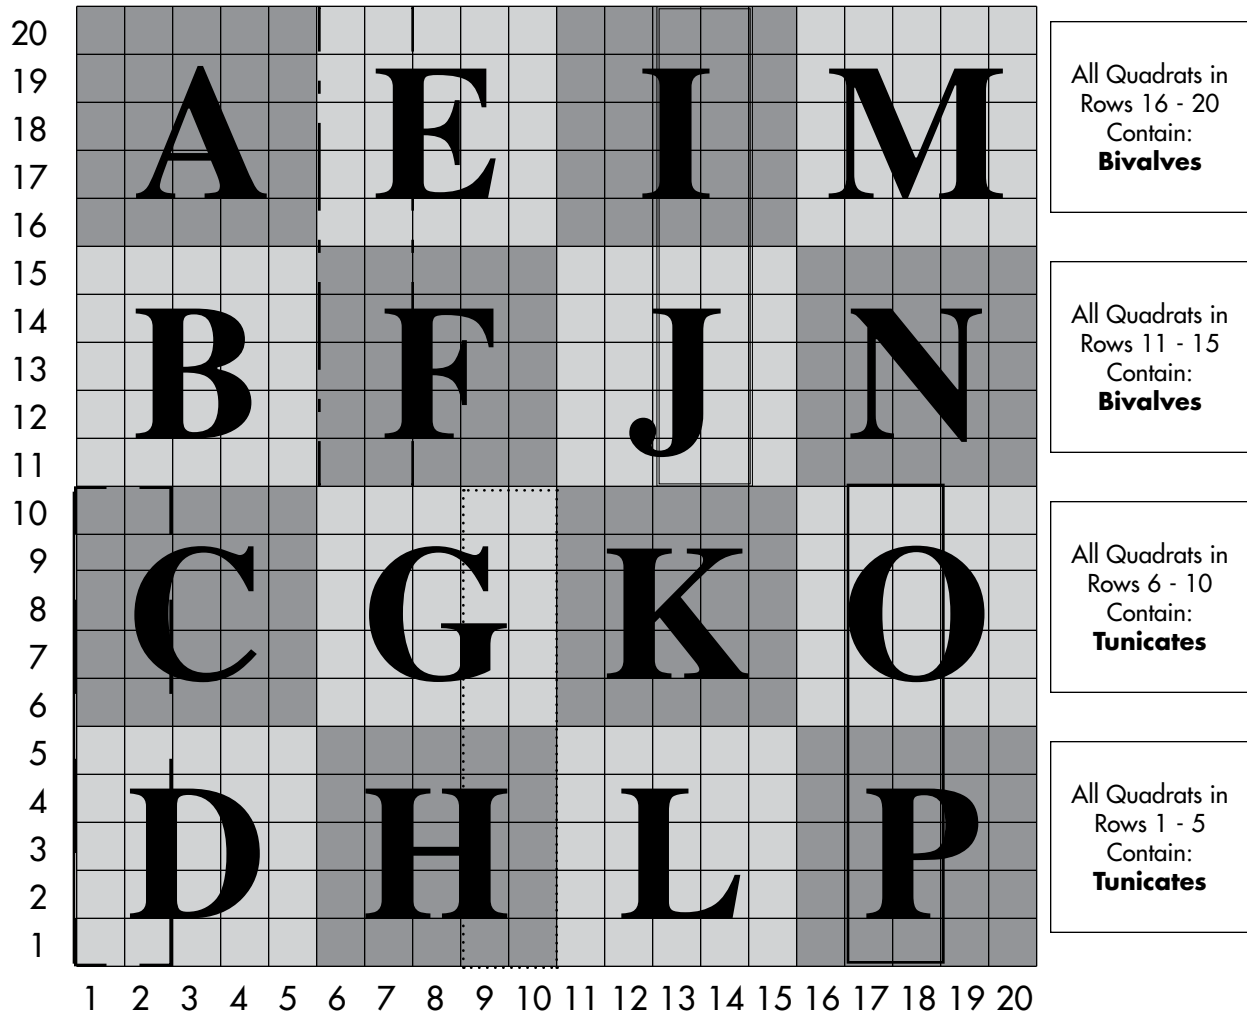 20
19
18
17
16
15
14
13
12
11
10
9
8
7
6
5
4
3
2
1
A E I M
B F J N
C G K O
D H L P
All Quadrats in
Rows 16 - 20
Contain:
Bivalves
All Quadrats in
Rows 11 - 15
Contain:
Bivalves
All Quadrats in
Rows 6 - 10
Contain:
Tunicates
All Quadrats in
Rows 1 - 5
Contain:
Tunicates
1 2 3 4 5 6 7 8 9 10 11 12 13 14 15 16 17 18 19 20